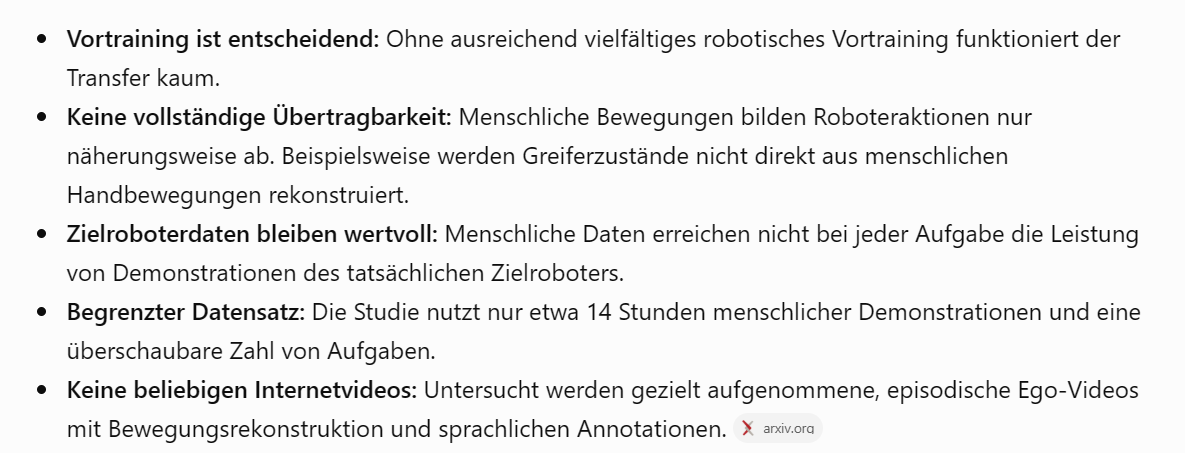 • Vortraining ist entscheidend: Ohne ausreichend vielfältiges robotisches Vortraining funktioniert der
Transfer kaum.
• Keine vollständige Übertragbarkeit: Menschliche Bewegungen bilden Roboteraktionen nur
näherungsweise ab. Beispielsweise werden Greiferzustände nicht direkt aus menschlichen
Handbewegungen rekonstruiert.
• Zielroboterdaten bleiben wertvoll: Menschliche Daten erreichen nicht bei jeder Aufgabe die Leistung
von Demonstrationen des tatsächlichen Zielroboters.
• Begrenzter Datensatz: Die Studie nutzt nur etwa 14 Stunden menschlicher Demonstrationen und eine
überschaubare Zahl von Aufgaben.
• Keine beliebigen Internetvideos: Untersucht werden gezielt aufgenommene, episodische Ego-Videos
mit Bewegungsrekonstruktion und sprachlichen Annotationen. arxiv.org